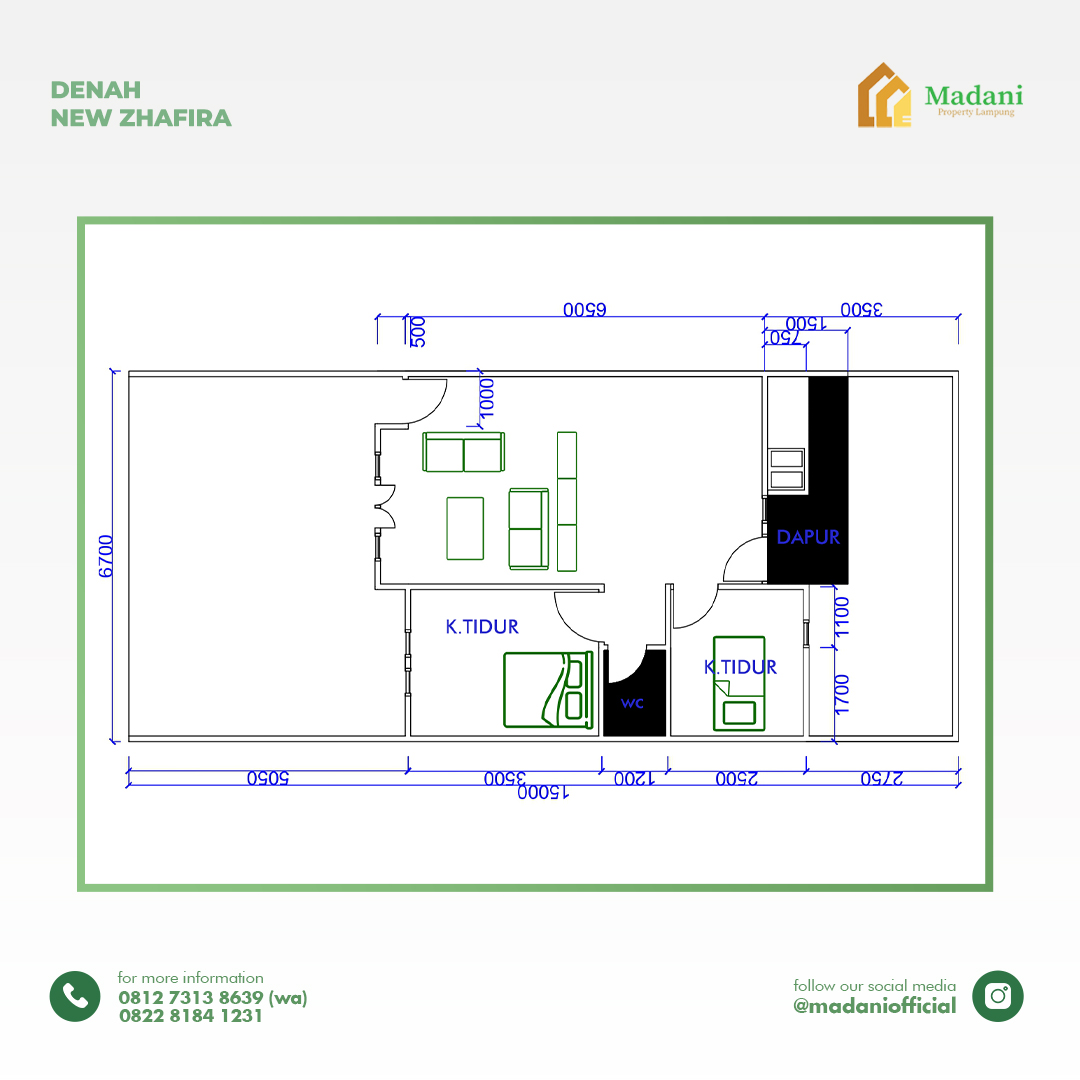 DENAH
NEW ZHAFIRA
Madani
Property Lampung
6500
3500
500
1500
750
1000
6700
DAPUR
1100
K.TIDUR
K.TIDUR
1700
WC
5050
3500
1200
2500
2750
15000
for more information
0812 7313 8639 (wa)
0822 8184 1231
follow our social media
@madaniofficial